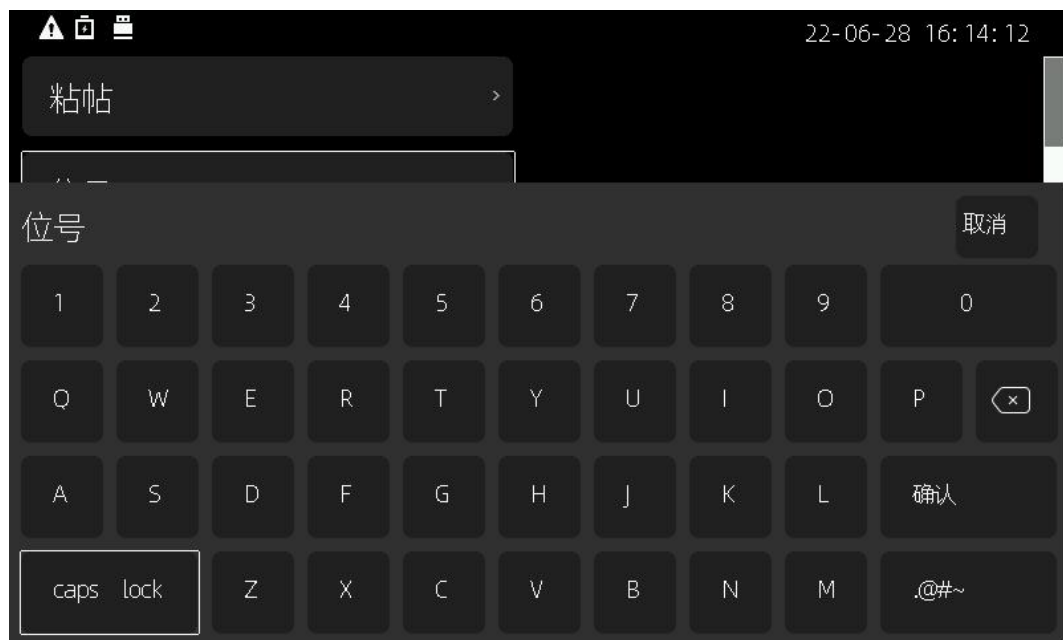 22-06-28 16:14:12
粘帖
位号
取消
1 2 3 4 5 6 7 8 9 0
Q W E R T Y U I O P
A S D F G H J K L 确认
caps lock Z X C V B N M .@#~